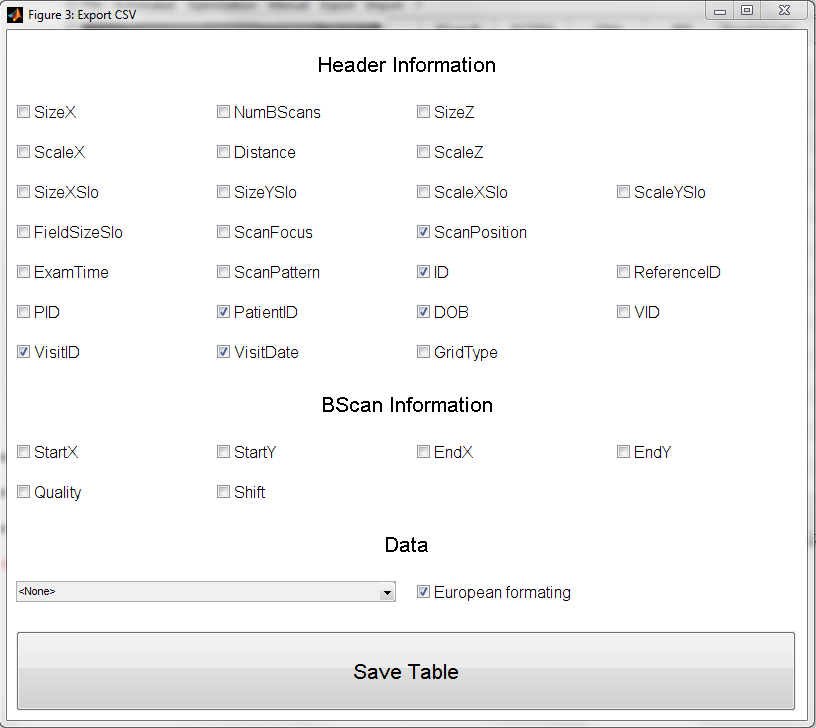 Figure 3: Export CSV
Header Information
SizeX NumBScans SizeZ
ScaleX Distance ScaleZ
SizeXSlo SizeYSlo ScaleXSlo ScaleYSlo
FieldSizeSlo ScanFocus ScanPosition
ExamTime ScanPattern ID ReferenceID
PID PatientID DOB VID
VisitID VisitDate GridType
BScan Information
StartX StartY EndX EndY
Quality Shift
Data
<None> European formating
Save Table